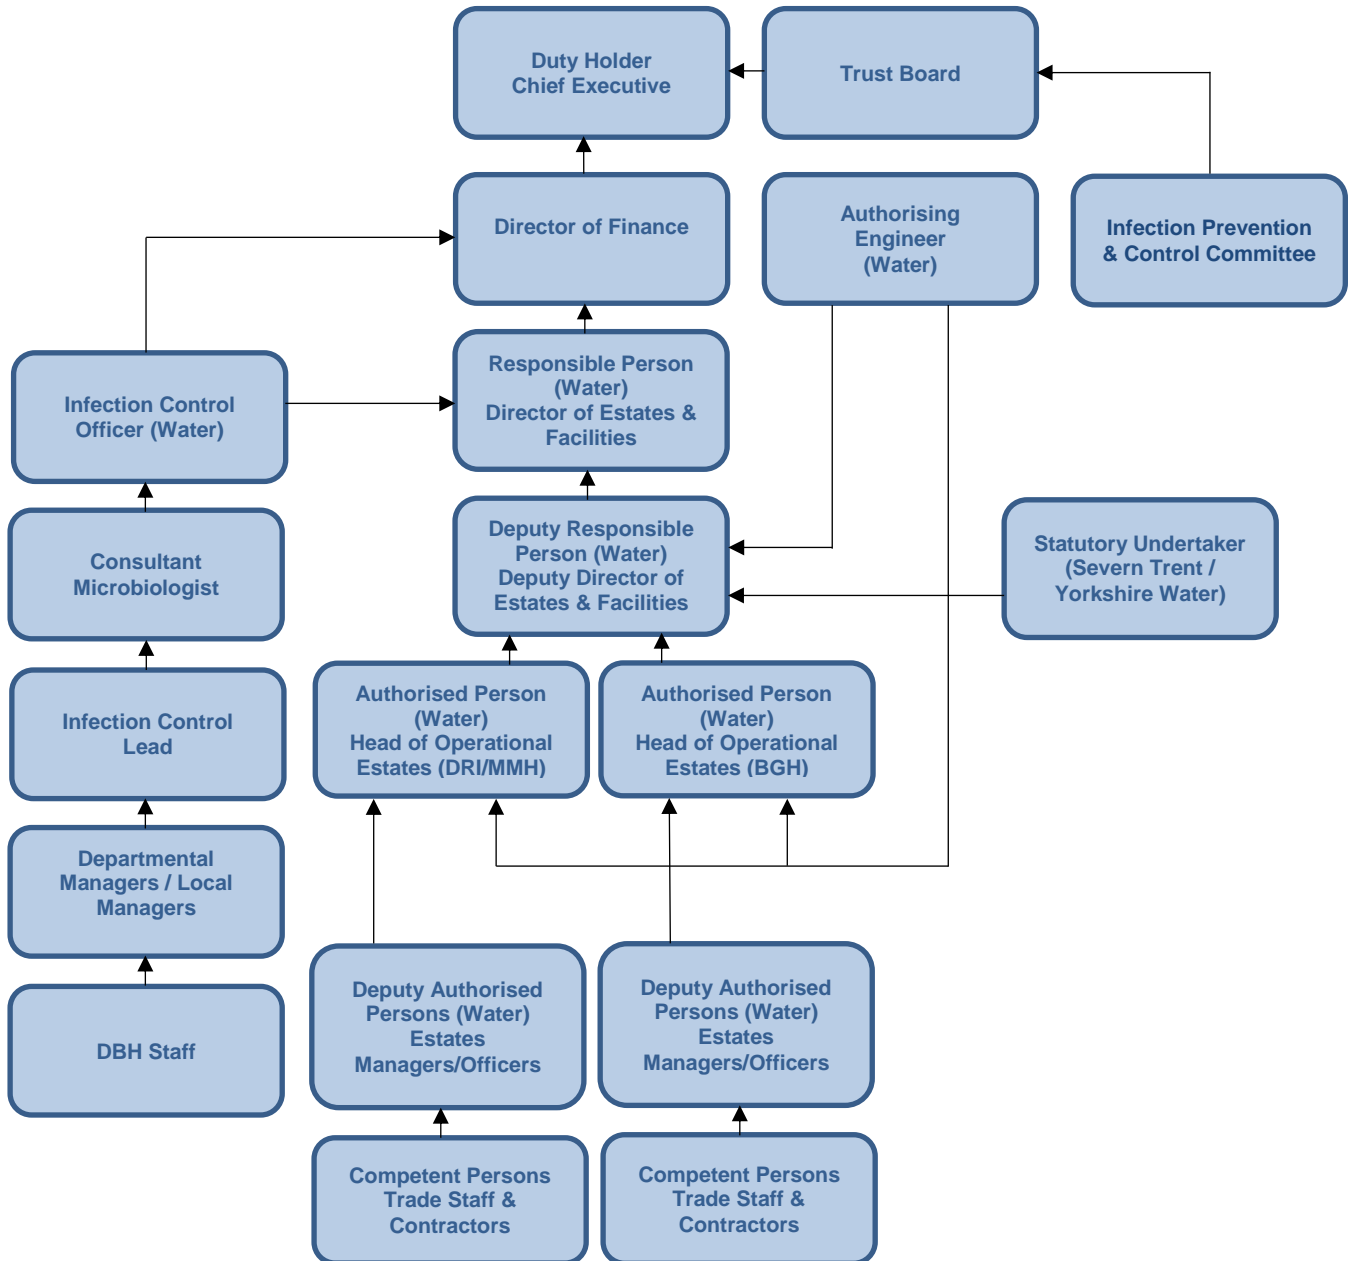 Duty Holder
Chief Executive
Trust Board
Director of Finance
Authorising
Engineer
(Water)
Infection Prevention
& Control Committee
Responsible Person
(Water)
Director of Estates &
Facilities
Infection Control
Officer (Water)
Deputy Responsible
Person (Water)
Deputy Director of
Estates & Facilities
Statutory Undertaker
(Severn Trent /
Yorkshire Water)
Consultant
Microbiologist
Authorised Person
(Water)
Head of Operational
Estates (DRI/MMH)
Authorised Person
(Water)
Head of Operational
Estates (BGH)
Infection Control
Lead
Departmental
Managers / Local
Managers
Deputy Authorised
Persons (Water)
Estates
Managers/Officers
Deputy Authorised
Persons (Water)
Estates
Managers/Officers
DBH Staff
Competent Persons
Trade Staff &
Contractors
Competent Persons
Trade Staff &
Contractors